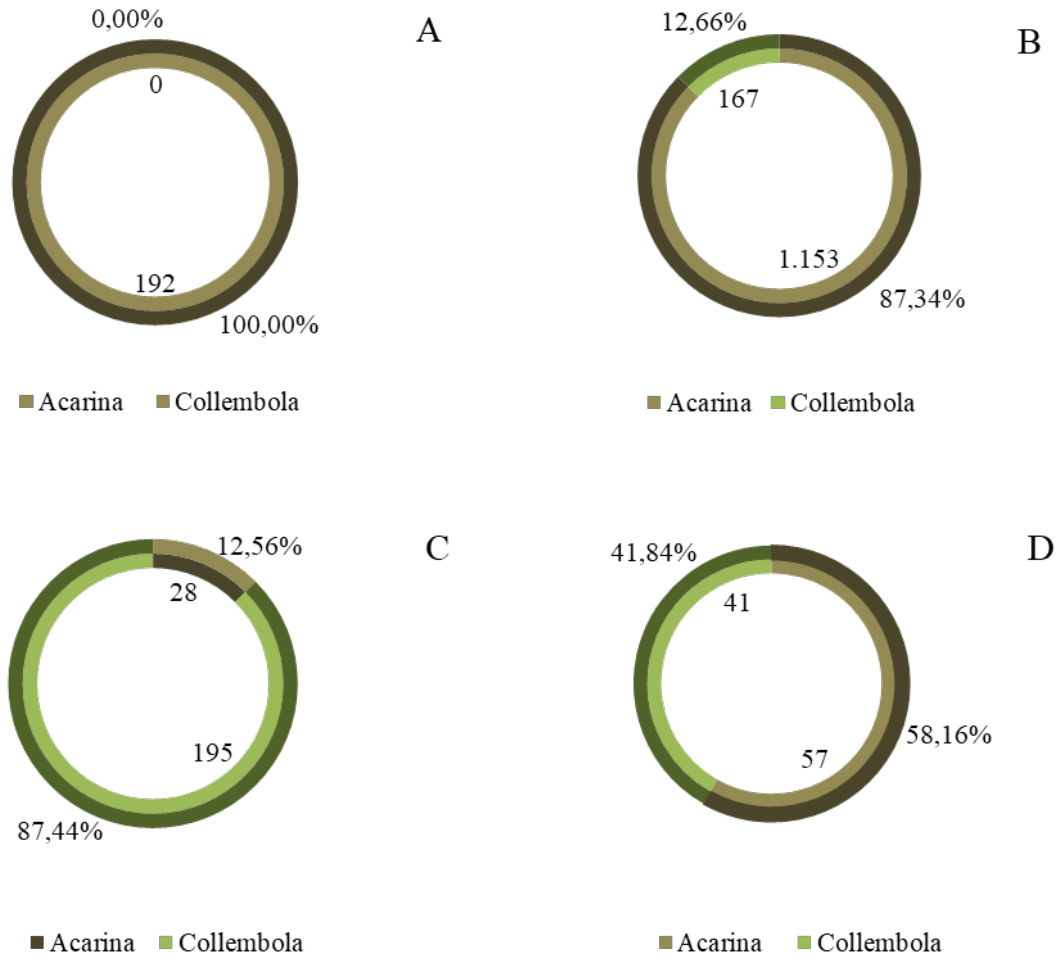 0,00%
A
0
192
100,00%
Acarina Collembola
12,66%
B
167
1.153
87,34%
Acarina Collembola
12,56%
C
28
195
87,44%
Acarina Collembola
41,84%
D
41
58,16%
57
Acarina Collembola